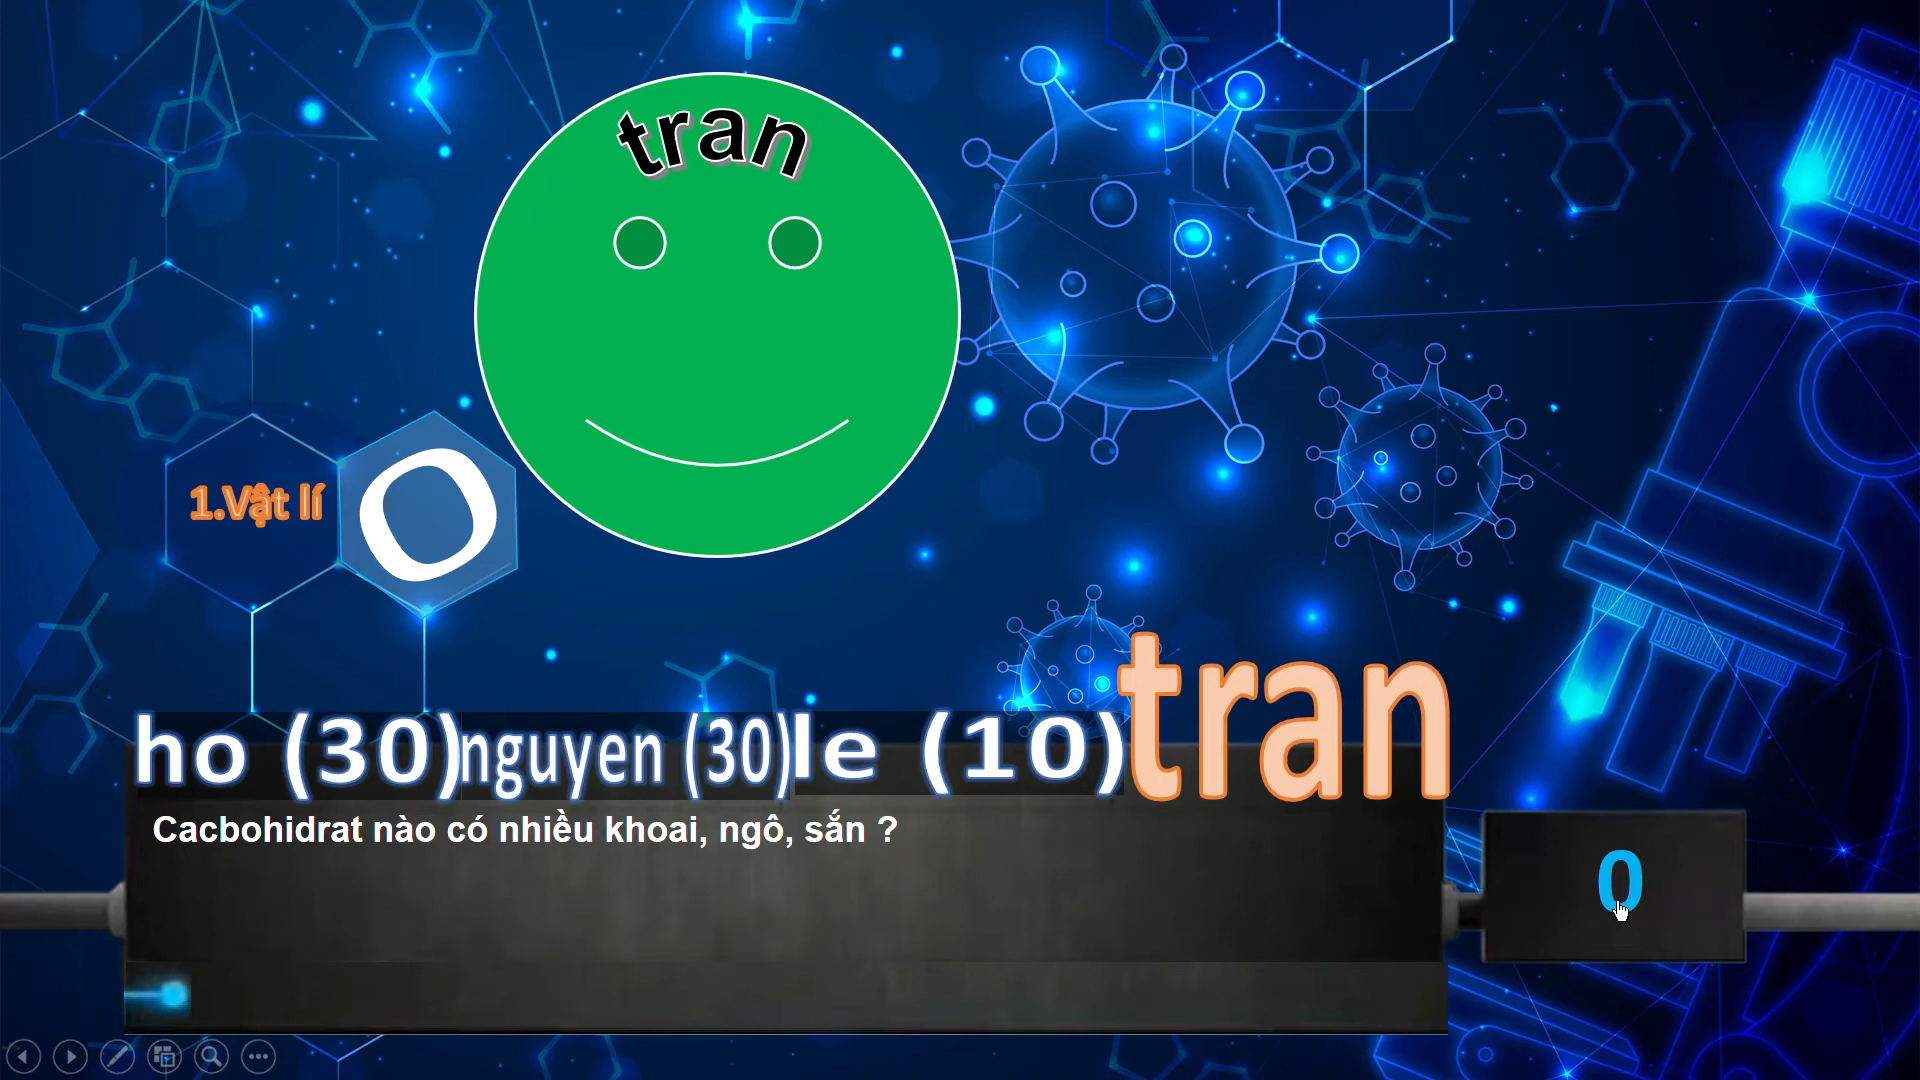 tran
1.Vật lí
O
ho (30) nguyen (30) le (10) tran
Cacbohidrat nào có nhiều khoai, ngô, sắn ?
0